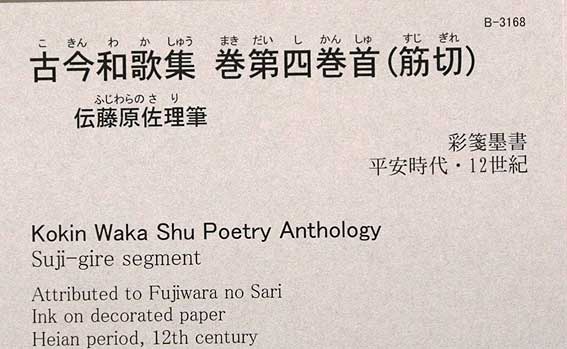 B-3168
こ きん わ か しゅう まき だい し かん しゅ すじ ぎれ
古今和歌集 巻第四巻首(筋切)
ふじわらの さ り
伝藤原佐理筆
彩箋墨書
平安時代・12世紀
Kokin Waka Shu Poetry Anthology
Suji-gire segment
Attributed to Fujiwara no Sari
Ink on decorated paper
Heian period, 12th century